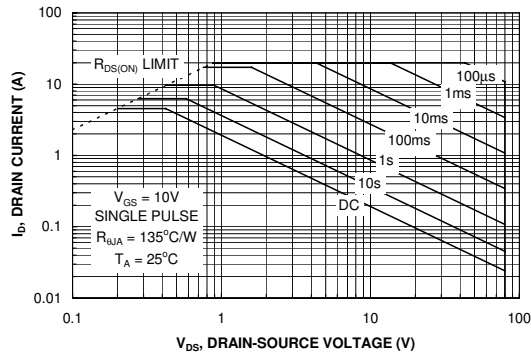 100
10
1
0.1
0.01
I_D, DRAIN CURRENT (A)
R_DS(ON) LIMIT
100μs
1ms
10ms
100ms
1s
10s
DC
V_GS = 10V
SINGLE PULSE
R_θJA = 135°C/W
T_A = 25°C
0.1 1 10 100
V_DS, DRAIN-SOURCE VOLTAGE (V)